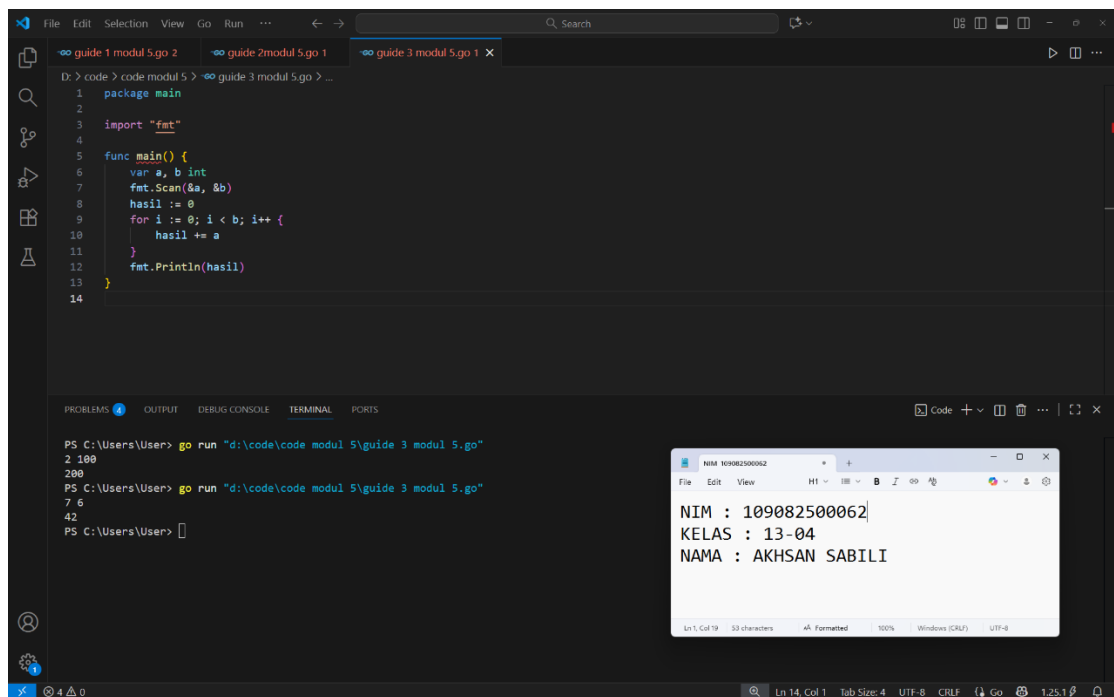 File Edit Selection View Go Run ... Search
guide 1 modul 5.go 2 guide 2modul 5.go 1 guide 3 modul 5.go 1
D: > code > code modul 5 > guide 3 modul 5.go > ...
1 package main
2
3 import "fmt"
4
5 func main() {
6 var a, b int
7 fmt.Scan(&a, &b)
8 hasil := 0
9 for i := 0; i < b; i++ {
10 hasil += a
11 }
12 fmt.Println(hasil)
13 }
14
PROBLEMS 4 OUTPUT DEBUG CONSOLE TERMINAL PORTS Code
PS C:\Users\User> go run "d:\code\code modul 5\guide 3 modul 5.go"
2 100
200
PS C:\Users\User> go run "d:\code\code modul 5\guide 3 modul 5.go"
7 6
42
PS C:\Users\User>
NIM 109082500062
File Edit View H1 B I
NIM : 109082500062
KELAS : 13-04
NAMA : AKHSAN SABILI
Ln 1, Col 19 53 characters Formatted 100% Windows (CRLF) UTF-8
4 0 Ln 14, Col 1 Tab Size: 4 UTF-8 CRLF Go 1.25.1